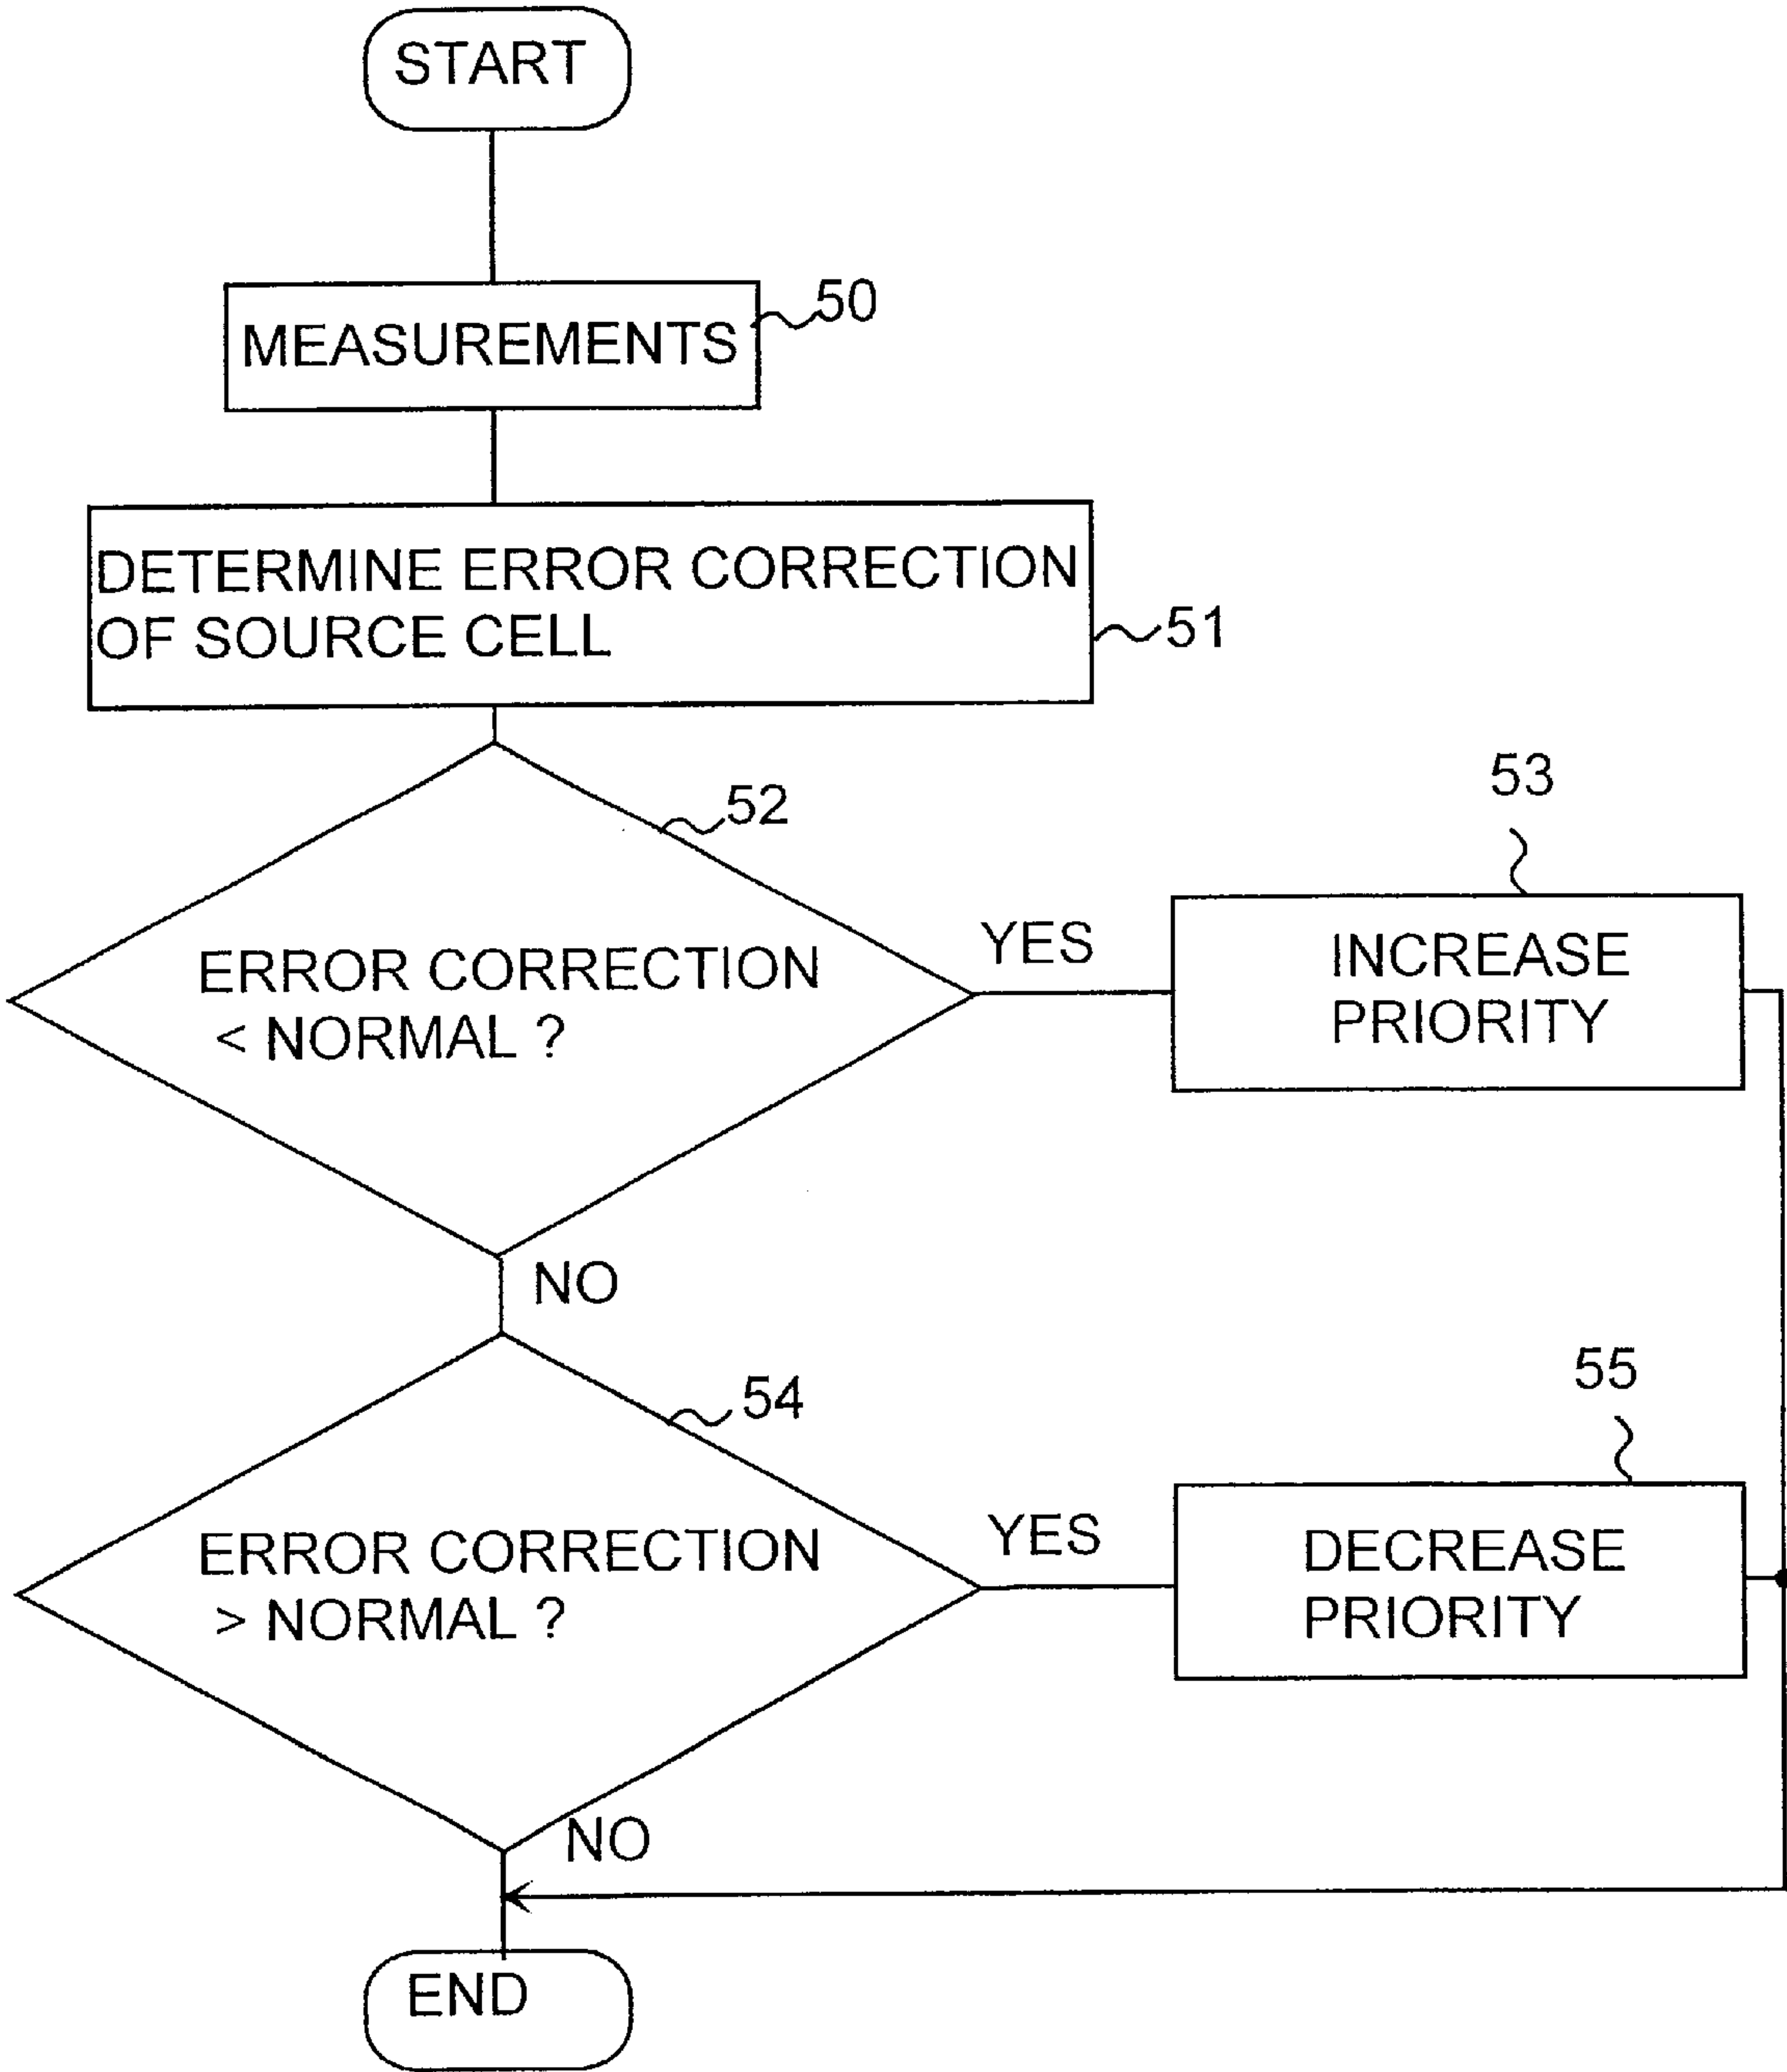 START
MEASUREMENTS
50
DETERMINE ERROR CORRECTION
OF SOURCE CELL
51
52
ERROR CORRECTION
< NORMAL ?
YES
53
INCREASE
PRIORITY
NO
54
ERROR CORRECTION
> NORMAL ?
YES
55
DECREASE
PRIORITY
NO
END